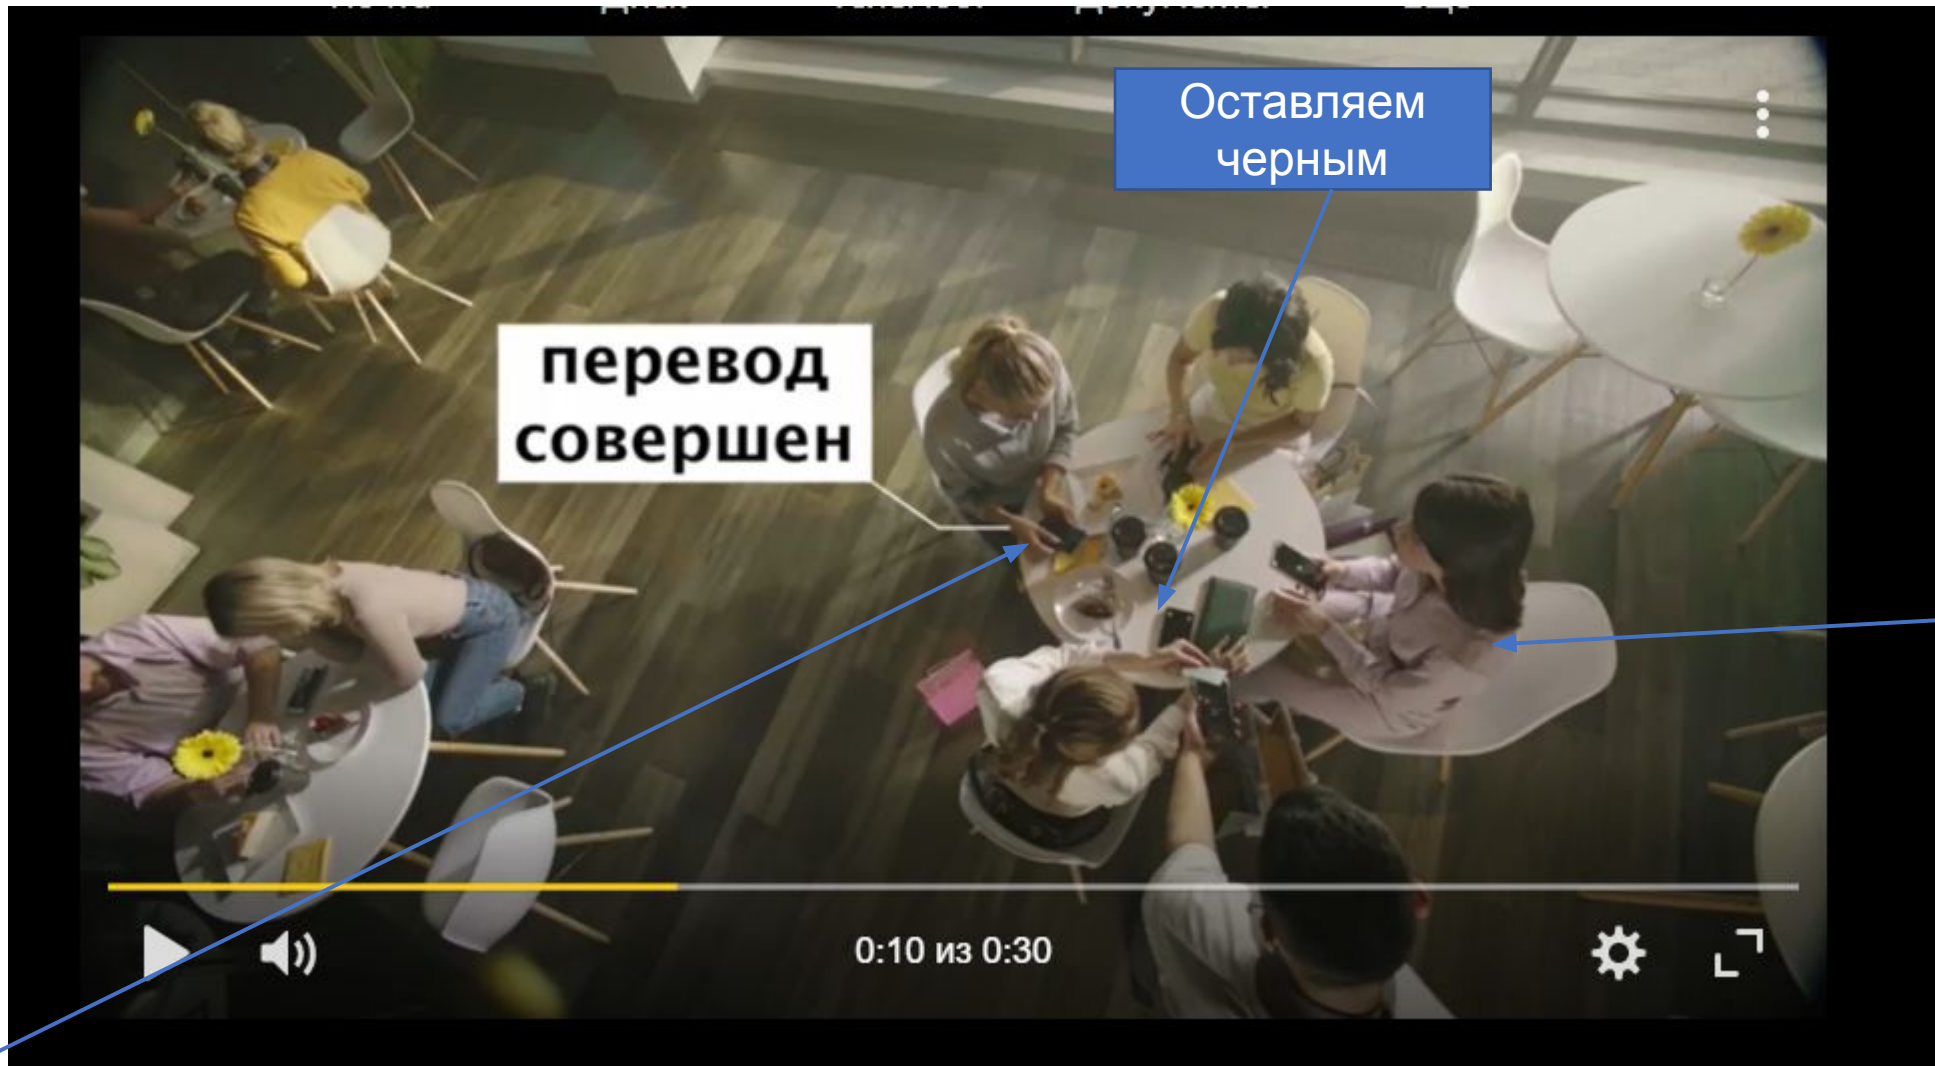 Оставляем
черным
перевод
совершен
0:10 из 0:30